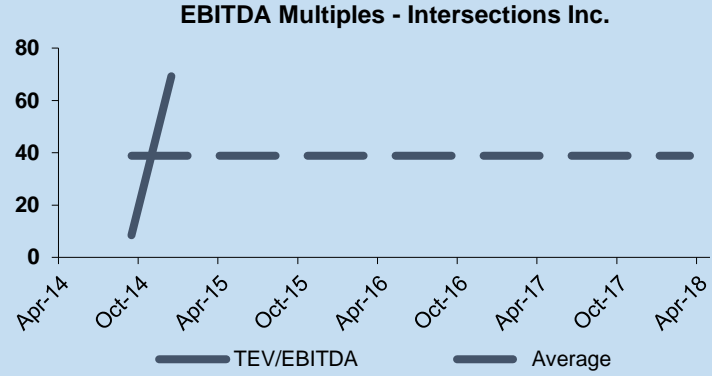 EBITDA Multiples - Intersections Inc.
80
60
40
20
0
Apr-14
Oct-14
Apr-15
Oct-15
Apr-16
Oct-16
Apr-17
Oct-17
Apr-18
TEV/EBITDA
Average